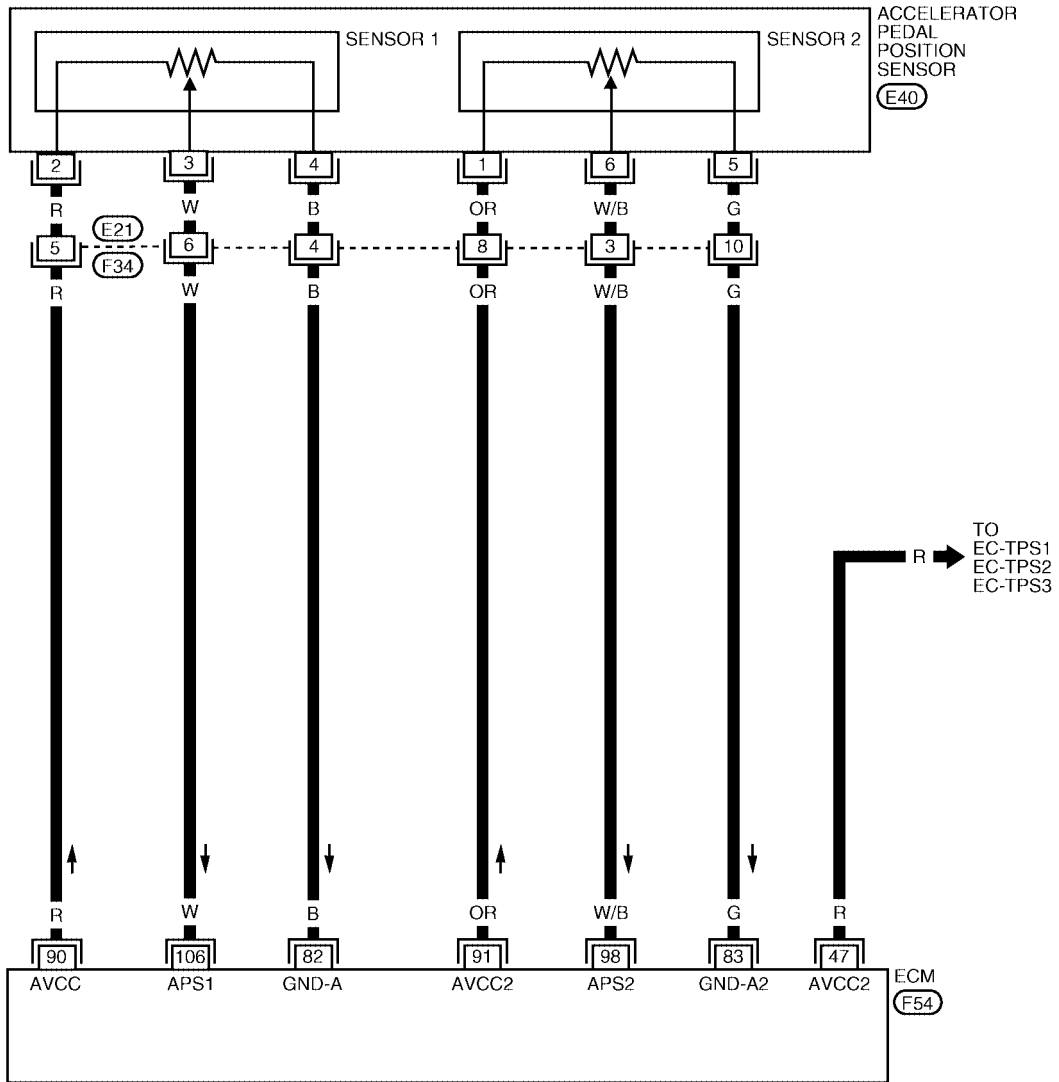 SENSOR 1
SENSOR 2
ACCELERATOR
PEDAL
POSITION
SENSOR
E40
2 3 4 1 6 5
R W B OR W/B G
E21
5 6 4 8 3 10
F34
R W B OR W/B G
TO
EC-TPS1
R EC-TPS2
EC-TPS3
R W B OR W/B G R
90 106 82 91 98 83 47
AVCC APS1 GND-A AVCC2 APS2 GND-A2 AVCC2
ECM
F54